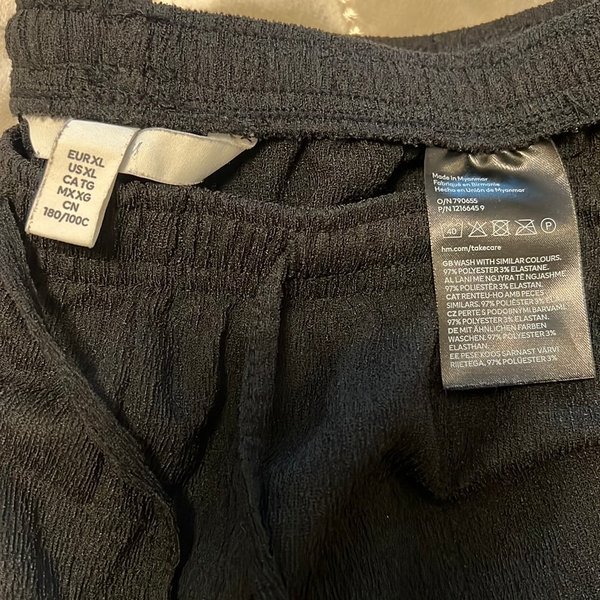 EUR XL
US XL
CA TG
MX XG
CN
180/100C
Made in Myanmar
Fabriqué en Birmanie
Hecho en Unión de Myanmar
O/N 790655
P/N 1216645 9
40
P
hm.com/takecare
GB WASH WITH SIMILAR COLOURS.
97% POLYESTER 3% ELASTANE.
AL LANI ME NGJYRA TË NGJASHME.
97% POLIESTËR 3% ELASTAN.
CAT RENTEU-HO AMB PECES
SIMILARS. 97% POLIÈSTER 3% ELASTÀ.
CZ PERTE S PODOBNÝMI BARVAMI.
97% POLYESTER 3% ELASTAN.
DE MIT ÄHNLICHEN FARBEN
WASCHEN. 97% POLYESTER 3%
ELASTHAN.
EE PESE KOOS SARNAST VÄRVI
RIIETEGA. 97% POLÜESTER 3%